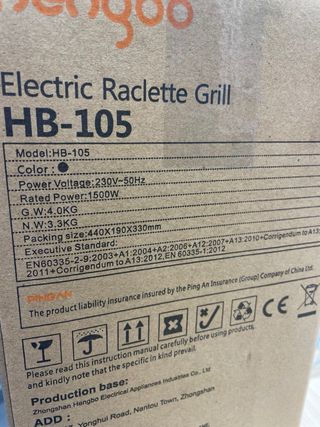 Hengbo
Electric Raclette Grill
HB-105
Model:HB-105
Color :
Power Voltage:230V~50Hz
Rated Power:1500W
G.W:4.0KG
N.W:3.3KG
Packing size:440X190X330mm
Executive Standard:
EN60335-2-9:2003+A1:2004+A2:2006+A12:2007+A13:2010+Corrigendum to A13:
2011+Corrigendum to A13:2012,EN 60335-1:2012
PING AN
The product liability insurance insured by the Ping An Insurance (Group) Company of China Ltd.
CE
Please read this instruction manual carefully before using products,
and kindly note that the specific in kind prevail.
Production base:
Zhongshan Hengbo Electrical Appliances Industries Co., Ltd
ADD :
Yonghui Road, Nantou Town, Zhongshan